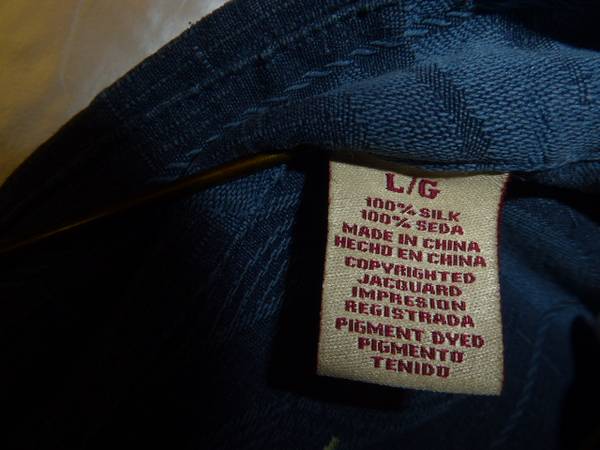 L/G
100% SILK
100% SEDA
MADE IN CHINA
HECHO EN CHINA
COPYRIGHTED
JACQUARD
IMPRESION
REGISTRADA
PIGMENT DYED
PIGMENTO
TENIDO